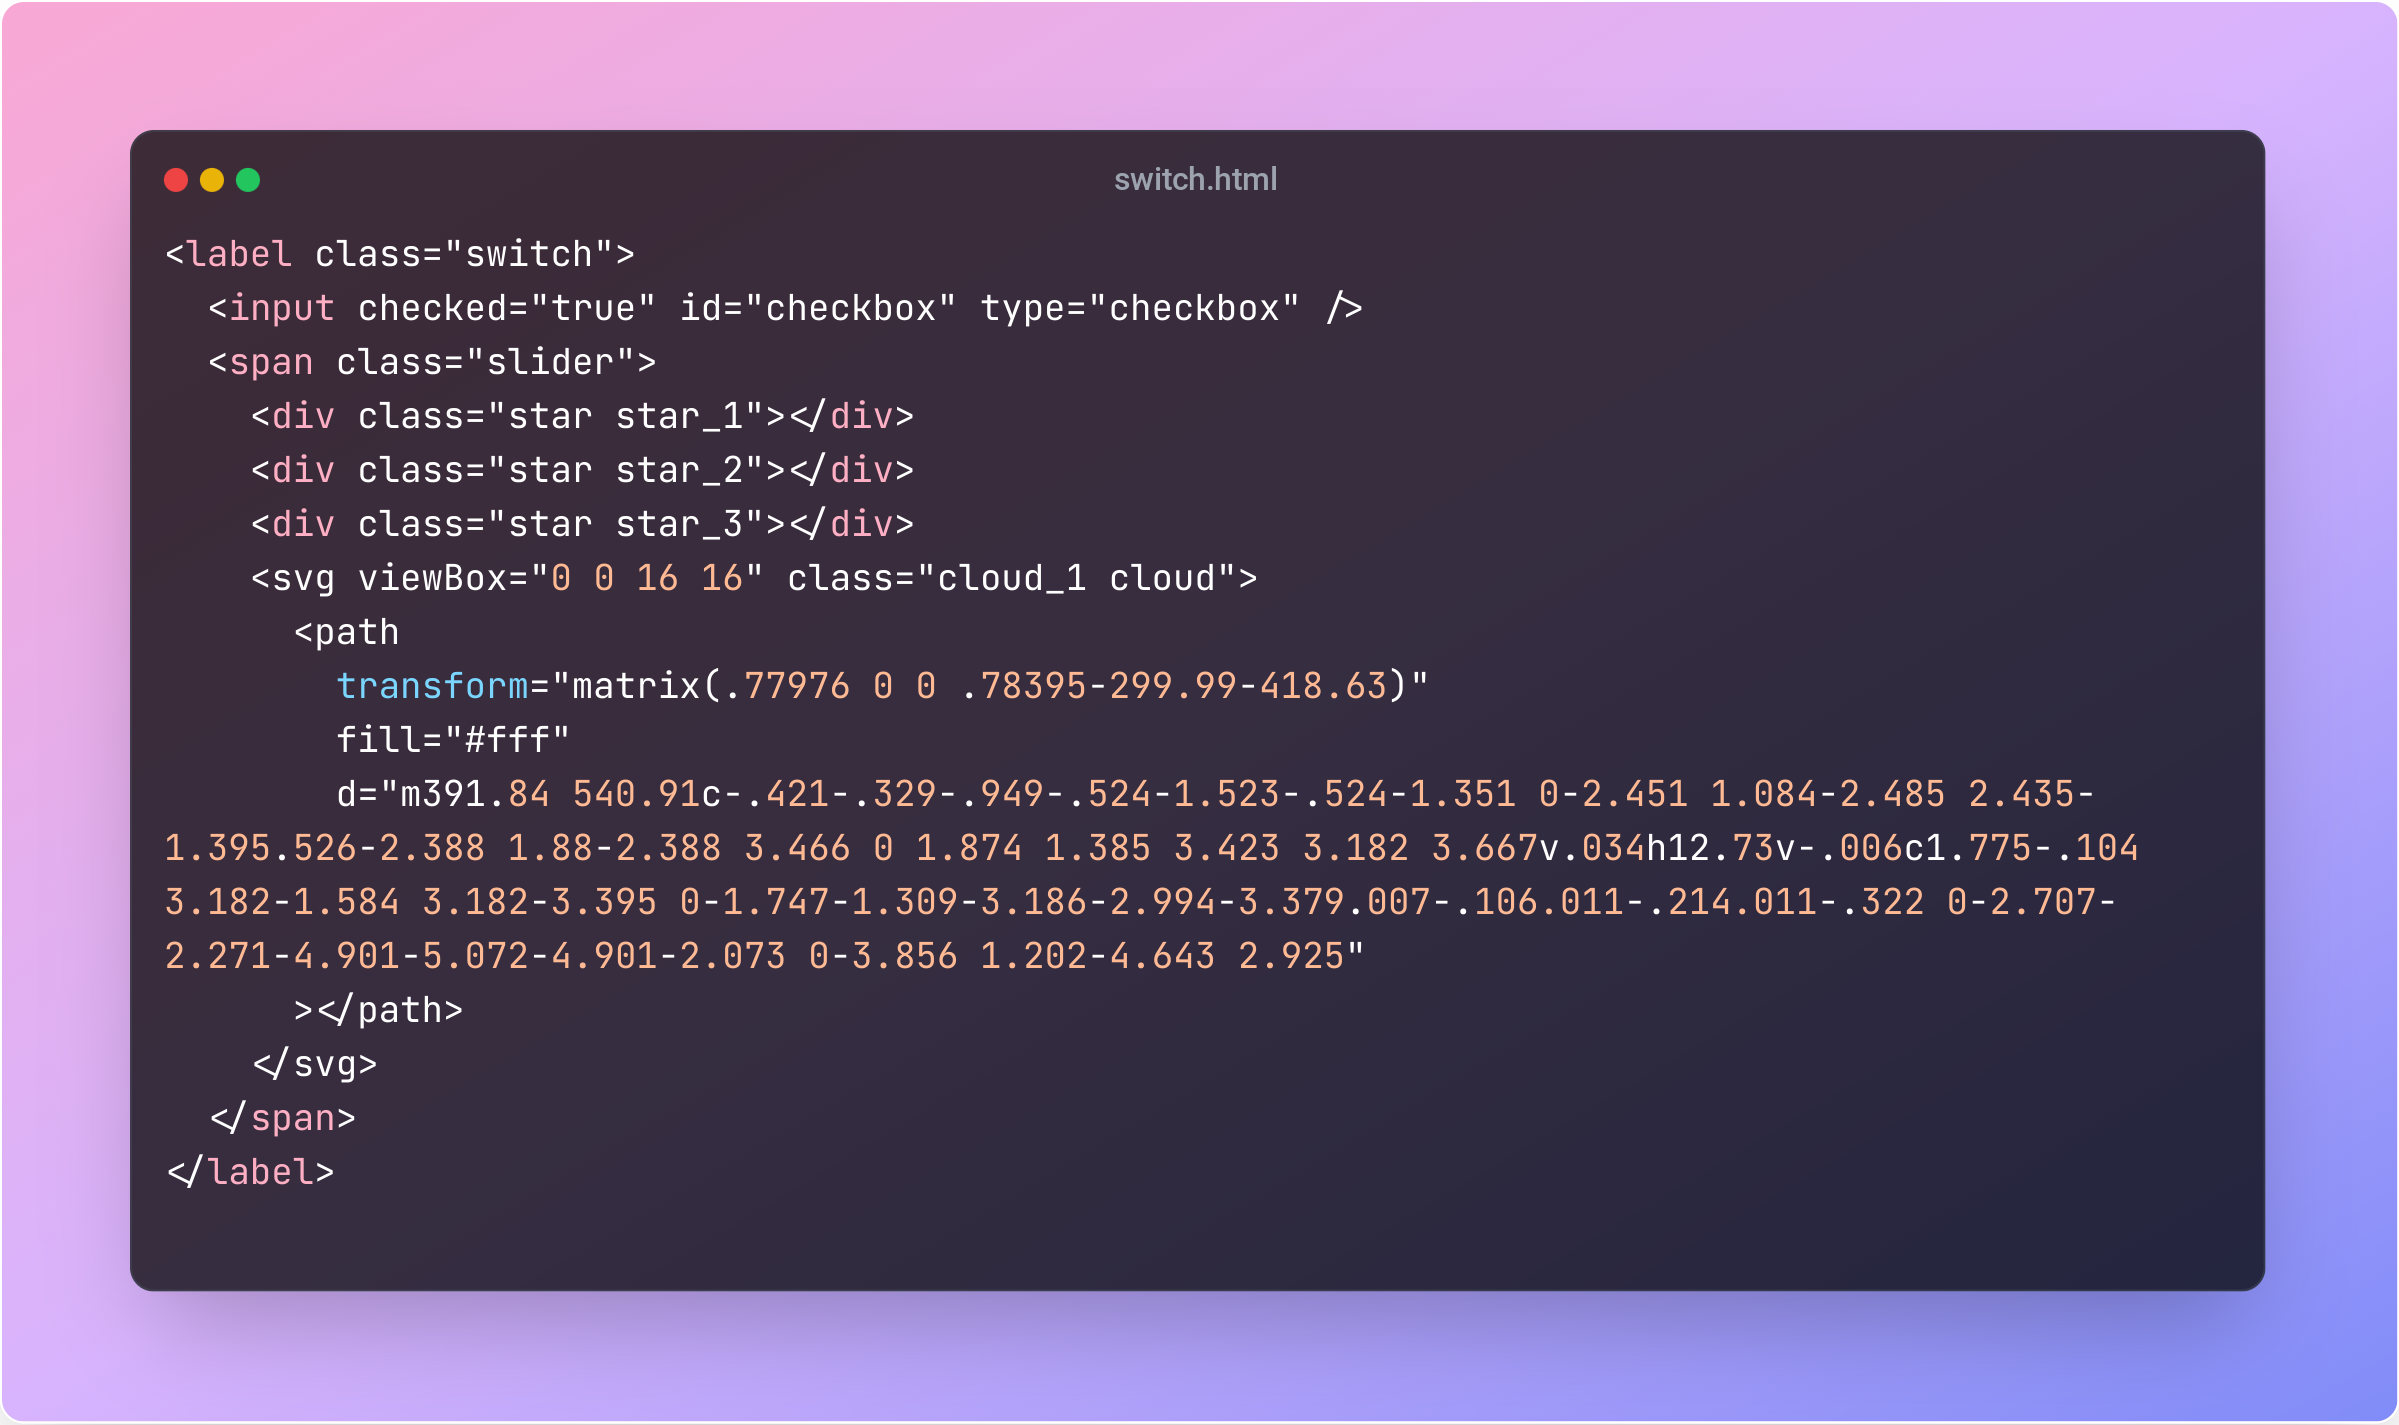 switch.html
<label class="switch">
  <input checked="true" id="checkbox" type="checkbox" />
  <span class="slider">
    <div class="star star_1"></div>
    <div class="star star_2"></div>
    <div class="star star_3"></div>
    <svg viewBox="0 0 16 16" class="cloud_1 cloud">
      <path
        transform="matrix(.77976 0 0 .78395-299.99-418.63)"
        fill="#fff"
        d="m391.84 540.91c-.421-.329-.949-.524-1.523-.524-1.351 0-2.451 1.084-2.485 2.435-
1.395.526-2.388 1.88-2.388 3.466 0 1.874 1.385 3.423 3.182 3.667v.034h12.73v-.006c1.775-.104
3.182-1.584 3.182-3.395 0-1.747-1.309-3.186-2.994-3.379.007-.106.011-.214.011-.322 0-2.707-
2.271-4.901-5.072-4.901-2.073 0-3.856 1.202-4.643 2.925"
      ></path>
    </svg>
  </span>
</label>